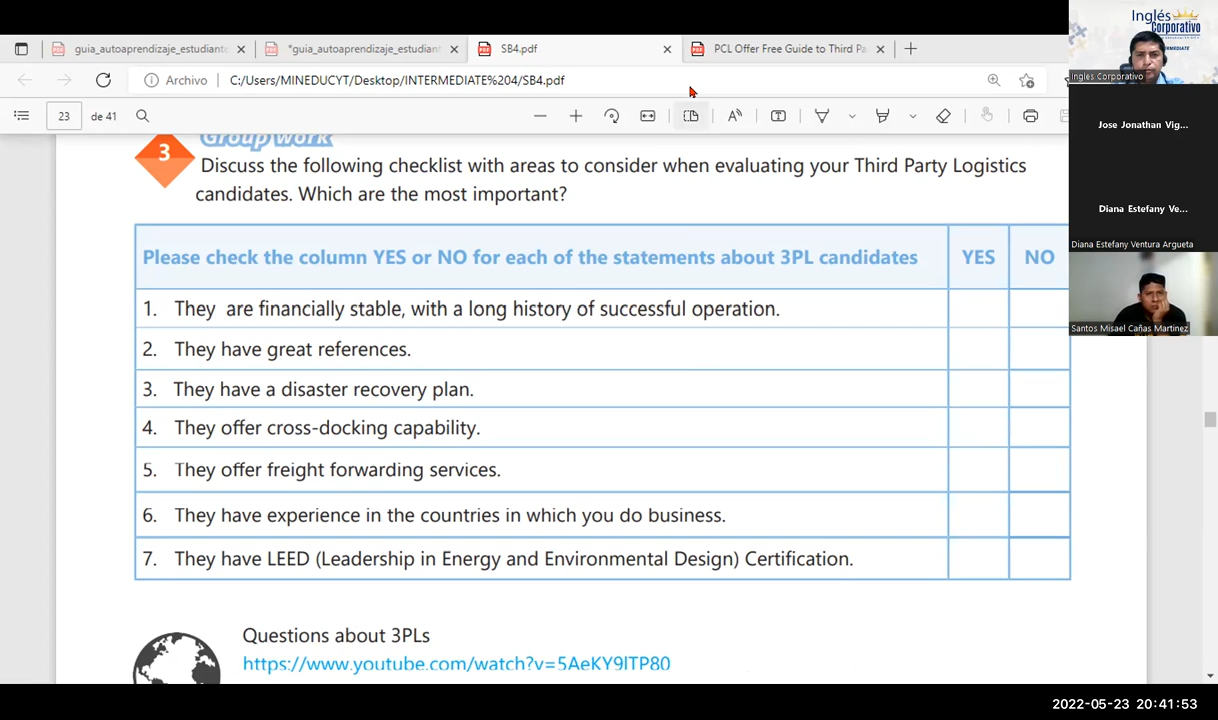 guia_autoaprendizaje_estudiante
*guia_autoaprendizaje_estudiant
SB4.pdf
PCL Offer Free Guide to Third Pa
Archivo
C:/Users/MINEDUCYT/Desktop/INTERMEDIATE%204/SB4.pdf
23
de 41
Inglés
Corporativo
Ingles Corporativo
Jose Jonathan Vig...
Diana Estefany Ve...
Diana Estefany Ventura Argueta
Santos Misael Cañas Martinez
3
Group work
Discuss the following checklist with areas to consider when evaluating your Third Party Logistics
candidates. Which are the most important?
Please check the column YES or NO for each of the statements about 3PL candidates YES NO
1. They are financially stable, with a long history of successful operation.
2. They have great references.
3. They have a disaster recovery plan.
4. They offer cross-docking capability.
5. They offer freight forwarding services.
6. They have experience in the countries in which you do business.
7. They have LEED (Leadership in Energy and Environmental Design) Certification.
Questions about 3PLs
https://www.youtube.com/watch?v=5AeKY9lTP80
2022-05-23 20:41:53